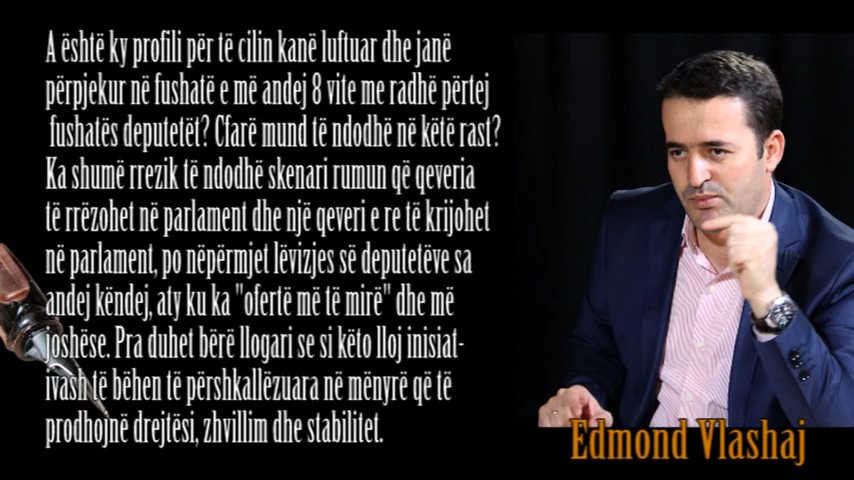 A është ky profili për të cilin kanë luftuar dhe janë
përpjekur në fushatë e më andej 8 vite me radhë përtej
fushatës deputetët? Cfarë mund të ndodhë në këtë rast?
Ka shumë rrezik të ndodhë skenari rumun që qeveria
të rrëzohet në parlament dhe një qeveri e re të krijohet
në parlament, po nëpërmjet lëvizjes së deputetëve sa
andej këndej, aty ku ka "ofertë më të mirë" dhe më
joshëse. Pra duhet bërë llogari se si këto lloj inisiat-
ivash të bëhen të përshkallëzuara në mënyrë që të
prodhojnë drejtësi, zhvillim dhe stabilitet.
Edmond Vlashaj